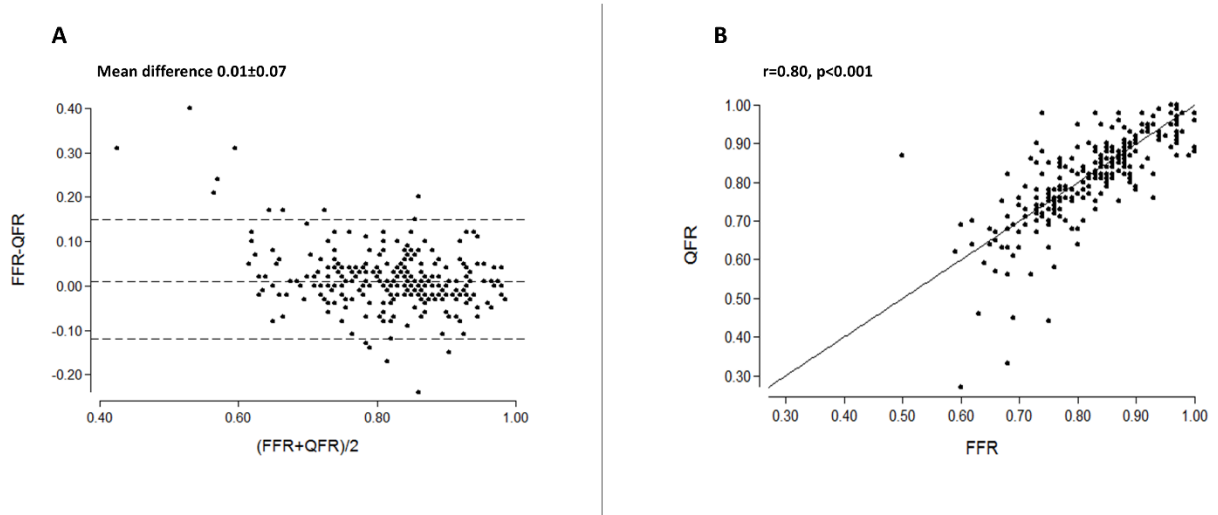 A
Mean difference 0.01±0.07
0.40
0.30
0.20
0.10
0.00
-0.10
-0.20
FFR-QFR
0.40 0.60 0.80 1.00
(FFR+QFR)/2
B
r=0.80, p<0.001
1.00
0.90
0.80
0.70
0.60
0.50
0.40
0.30
QFR
0.30 0.40 0.50 0.60 0.70 0.80 0.90 1.00
FFR